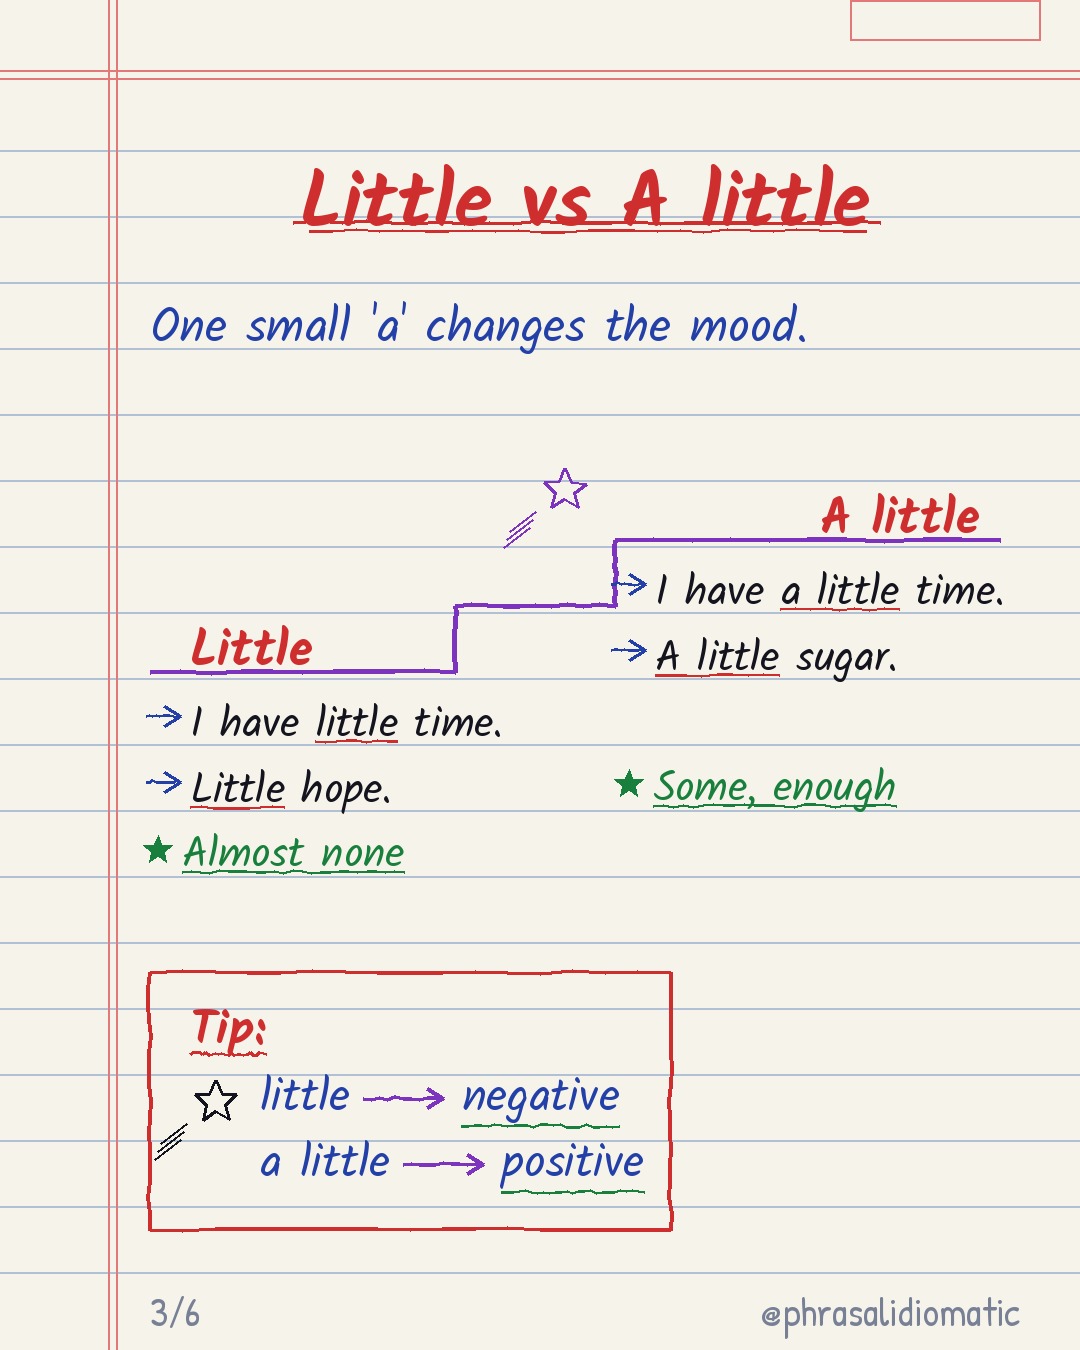 Little vs A little
One small 'a' changes the mood.
Little
I have little time.
Little hope.
Almost none
A little
I have a little time.
A little sugar.
Some, enough
Tip:
little → negative
a little → positive
3/6
@phrasalidiomatic